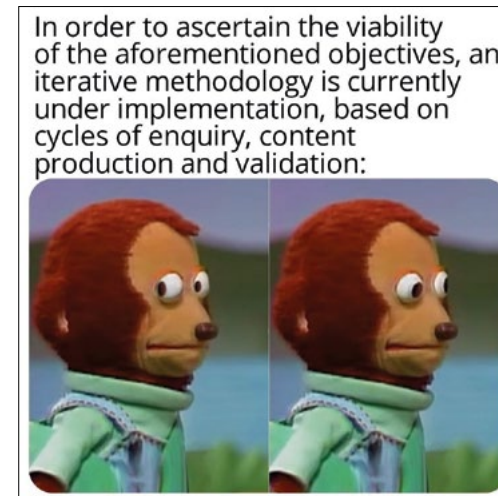 In order to ascertain the viability
of the aforementioned objectives, an
iterative methodology is currently
under implementation, based on
cycles of enquiry, content
production and validation: